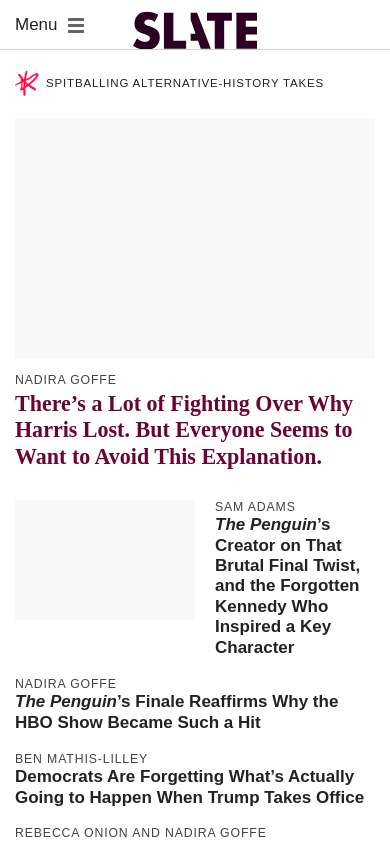 Menu
SLATE
SPITBALLING ALTERNATIVE-HISTORY TAKES
NADIRA GOFFE
There’s a Lot of Fighting Over Why
Harris Lost. But Everyone Seems to
Want to Avoid This Explanation.
SAM ADAMS
The Penguin’s
Creator on That
Brutal Final Twist,
and the Forgotten
Kennedy Who
Inspired a Key
Character
NADIRA GOFFE
The Penguin’s Finale Reaffirms Why the
HBO Show Became Such a Hit
BEN MATHIS-LILLEY
Democrats Are Forgetting What’s Actually
Going to Happen When Trump Takes Office
REBECCA ONION AND NADIRA GOFFE